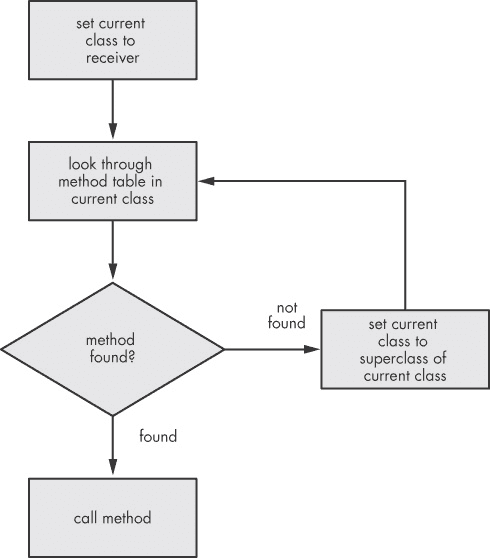 set current
class to
receiver
look through
method table in
current class
method
found?
not
found
set current
class to
superclass of
current class
found
call method